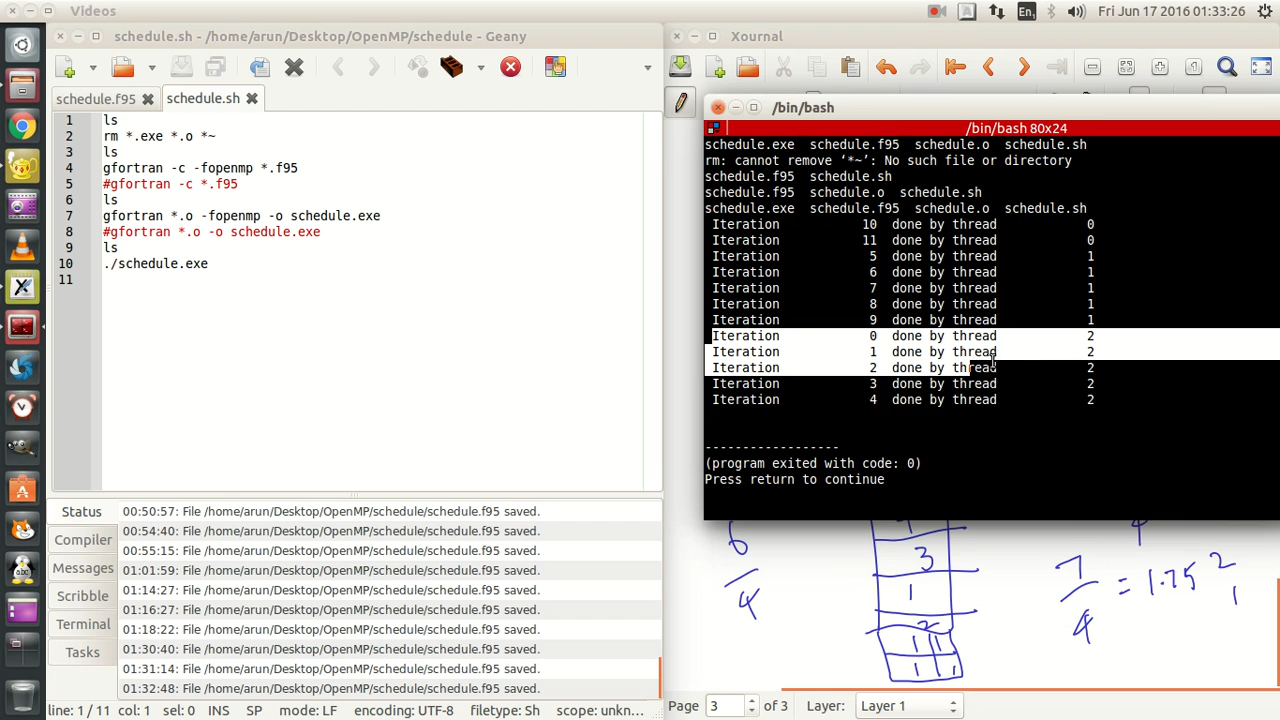 Videos
En1
Fri Jun 17 2016 01:33:26
schedule.sh - /home/arun/Desktop/OpenMP/schedule - Geany
Xournal
schedule.f95
schedule.sh
1 ls
2 rm *.exe *.o *~
3 ls
4 gfortran -c -fopenmp *.f95
5 #gfortran -c *.f95
6 ls
7 gfortran *.o -fopenmp -o schedule.exe
8 #gfortran *.o -o schedule.exe
9 ls
10 ./schedule.exe
11
Status
Compiler
Messages
Scribble
Terminal
Tasks
00:50:57: File /home/arun/Desktop/OpenMP/schedule/schedule.f95 saved.
00:54:40: File /home/arun/Desktop/OpenMP/schedule/schedule.f95 saved.
00:55:15: File /home/arun/Desktop/OpenMP/schedule/schedule.f95 saved.
01:01:59: File /home/arun/Desktop/OpenMP/schedule/schedule.f95 saved.
01:14:27: File /home/arun/Desktop/OpenMP/schedule/schedule.f95 saved.
01:16:27: File /home/arun/Desktop/OpenMP/schedule/schedule.f95 saved.
01:18:22: File /home/arun/Desktop/OpenMP/schedule/schedule.f95 saved.
01:30:40: File /home/arun/Desktop/OpenMP/schedule/schedule.f95 saved.
01:31:14: File /home/arun/Desktop/OpenMP/schedule/schedule.f95 saved.
01:32:48: File /home/arun/Desktop/OpenMP/schedule/schedule.f95 saved.
line: 1 / 11 col: 1 sel: 0 INS SP mode: LF encoding: UTF-8 filetype: Sh scope: unkn...
/bin/bash
/bin/bash 80x24
schedule.exe schedule.f95 schedule.o schedule.sh
rm: cannot remove ‘*~’: No such file or directory
schedule.f95 schedule.sh
schedule.f95 schedule.o schedule.sh
schedule.exe schedule.f95 schedule.o schedule.sh
Iteration 10 done by thread 0
Iteration 11 done by thread 0
Iteration 5 done by thread 1
Iteration 6 done by thread 1
Iteration 7 done by thread 1
Iteration 8 done by thread 1
Iteration 9 done by thread 1
Iteration 0 done by thread 2
Iteration 1 done by thread 2
Iteration 2 done by thread 2
Iteration 3 done by thread 2
Iteration 4 done by thread 2
------------------
(program exited with code: 0)
Press return to continue
6
4
3
1
2
1 1
1 1
7
4
= 1.75
2
1
Page 3 of 3 Layer: Layer 1